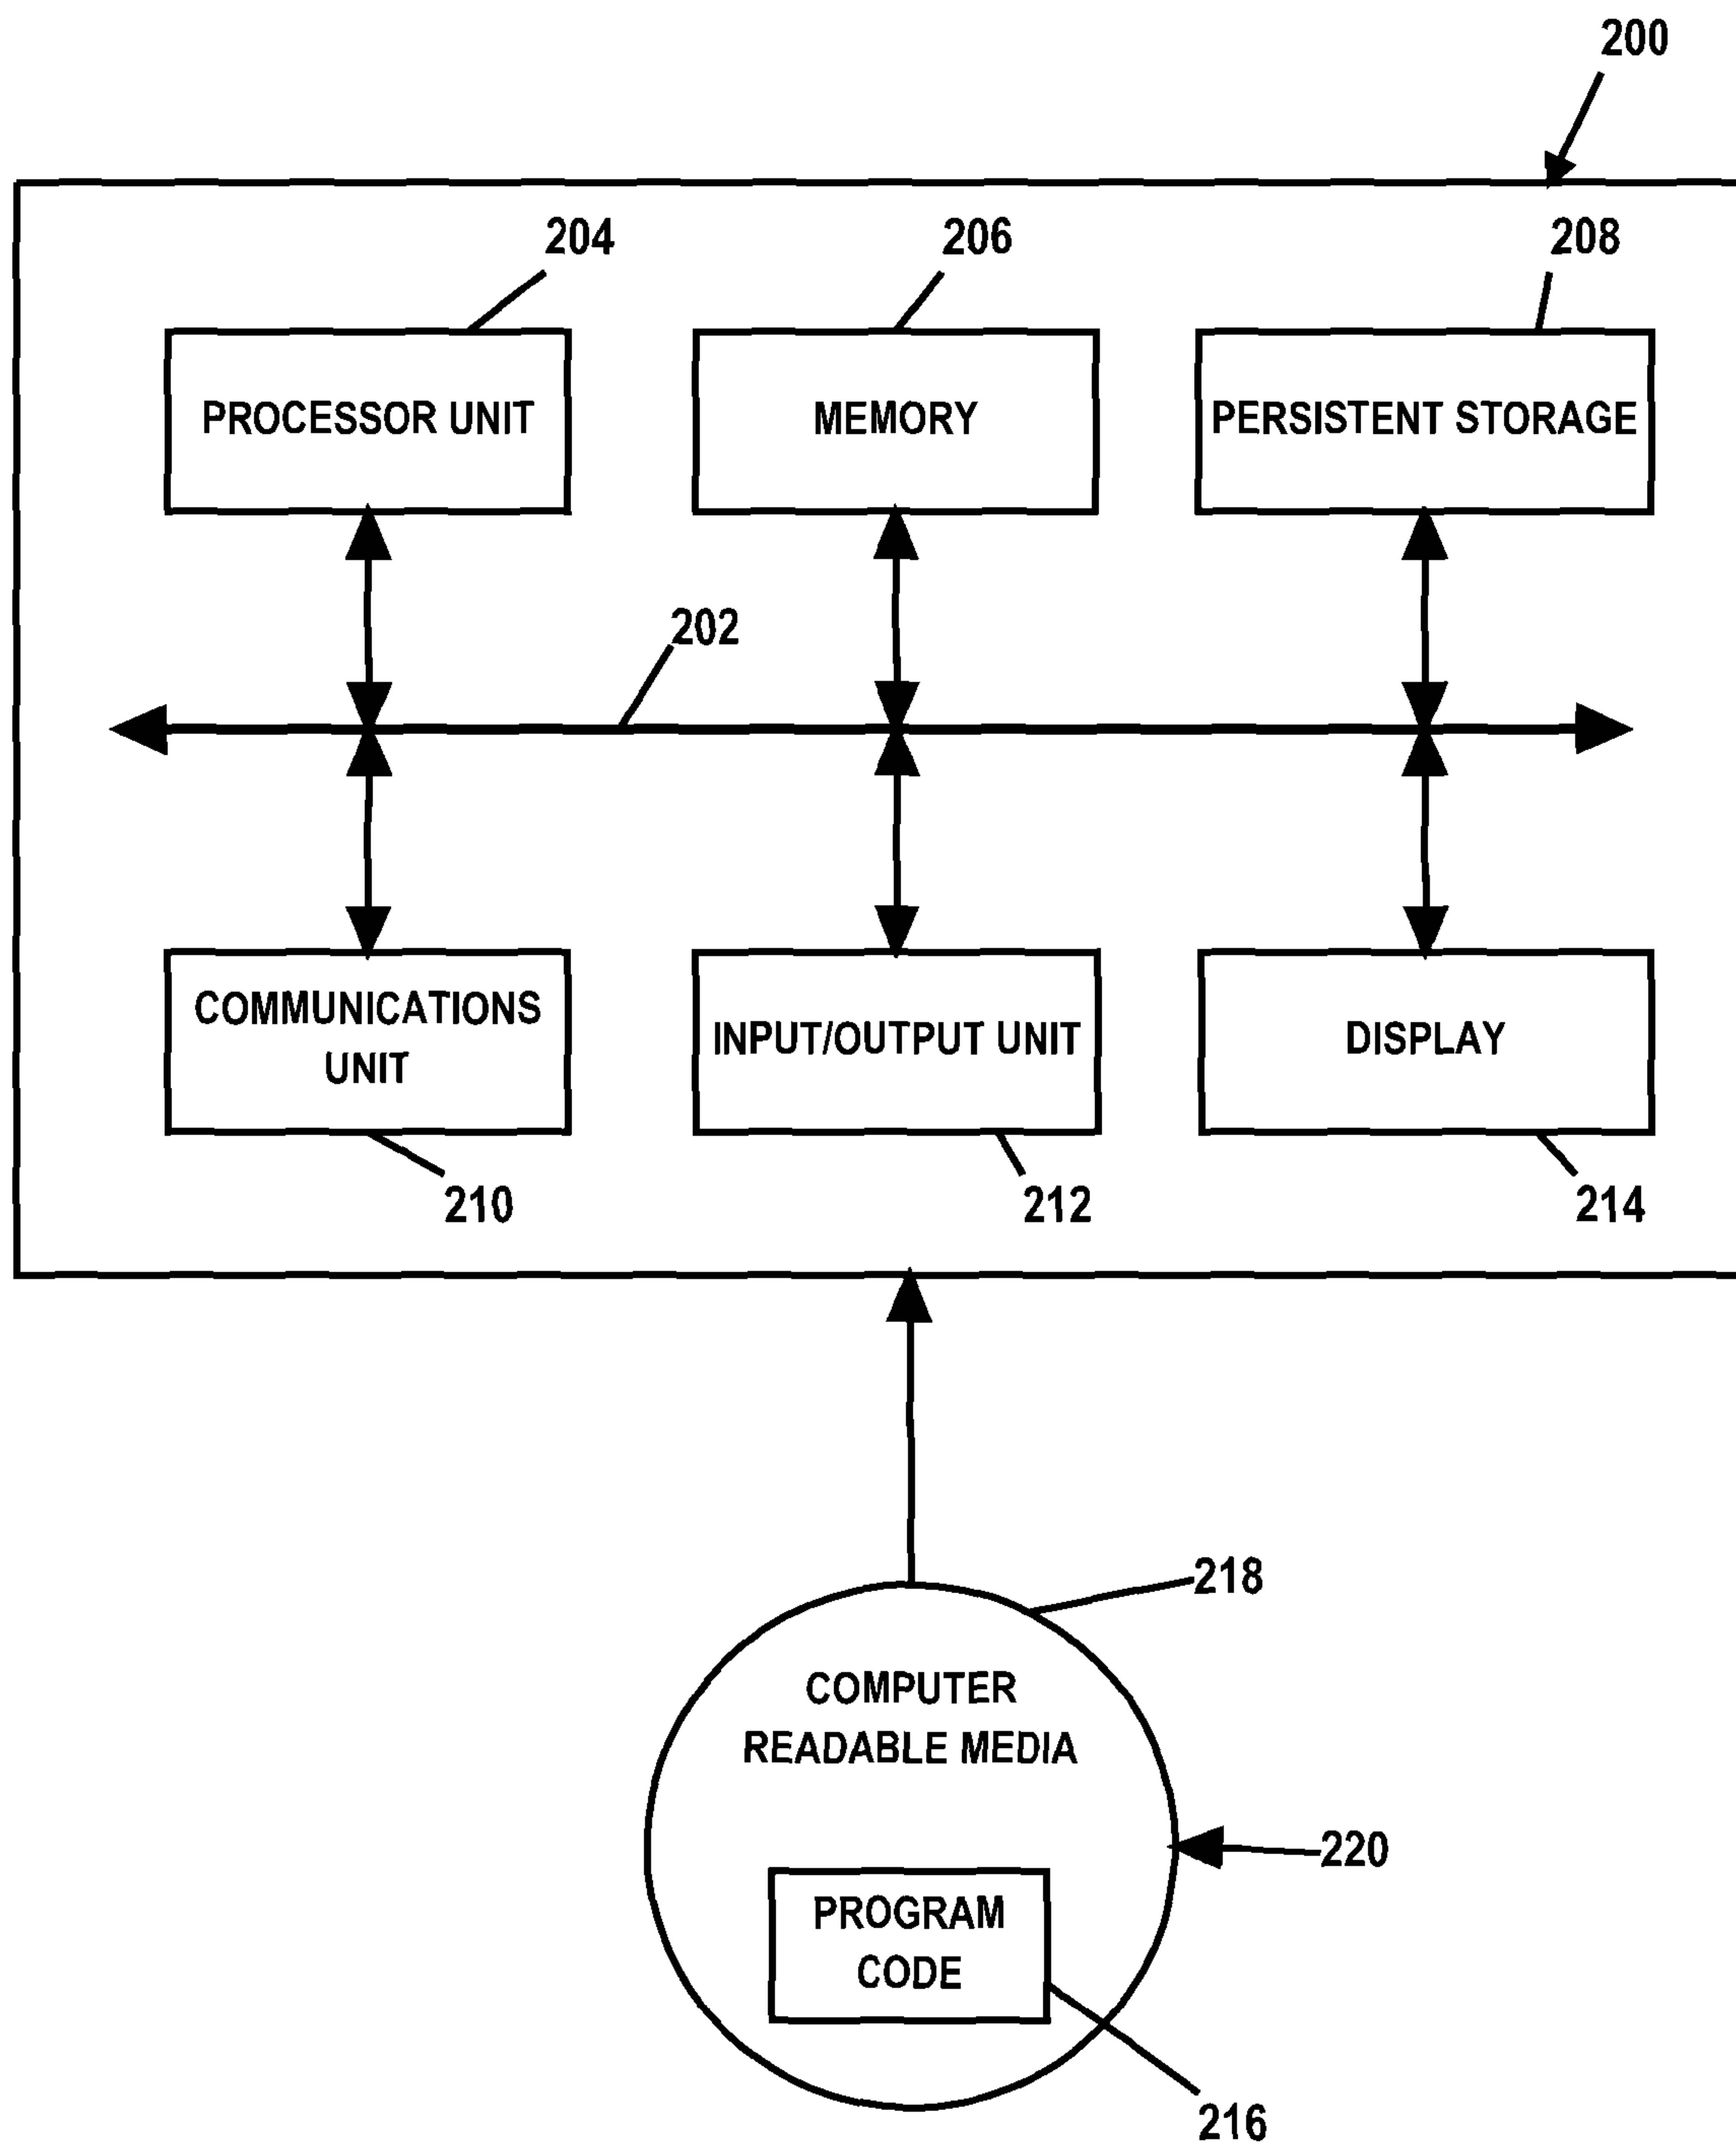 200
204
206
208
PROCESSOR UNIT
MEMORY
PERSISTENT STORAGE
202
COMMUNICATIONS
UNIT
INPUT/OUTPUT UNIT
DISPLAY
210
212
214
218
COMPUTER
READABLE MEDIA
220
PROGRAM
CODE
216